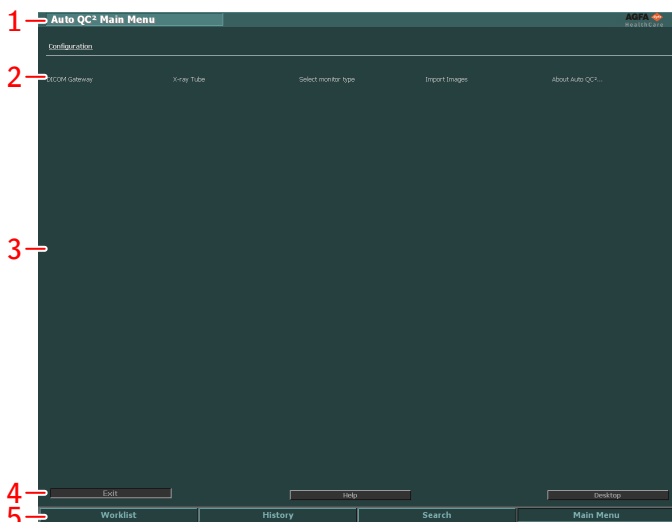 1 Auto QC² Main Menu AGFA
HealthCare
Configuration
2 DICOM Gateway X-ray Tube Select monitor type Import Images About Auto QC²...
3
4 Exit Help Desktop
5 Worklist History Search Main Menu